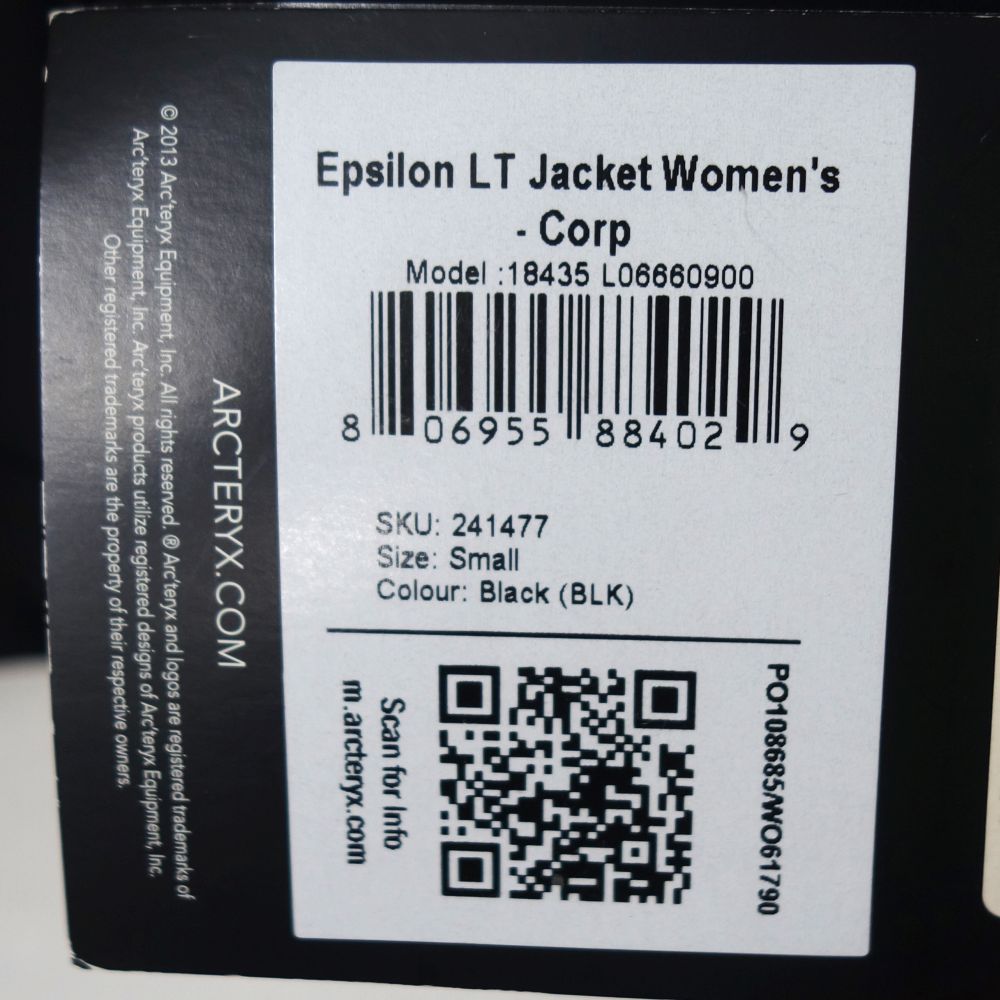 Epsilon LT Jacket Women's
- Corp
Model :18435 L06660900
8 06955 88402 9
SKU: 241477
Size: Small
Colour: Black (BLK)
Scan for Info
m.arcteryx.com
PO108685/WO61790
ARCTERYX.COM
© 2013 Arc'teryx Equipment, Inc. All rights reserved. ® Arc'teryx and logos are registered trademarks of
Arc'teryx Equipment, Inc. Arc'teryx products utilize registered designs of Arc'teryx Equipment, Inc.
Other registered trademarks are the property of their respective owners.